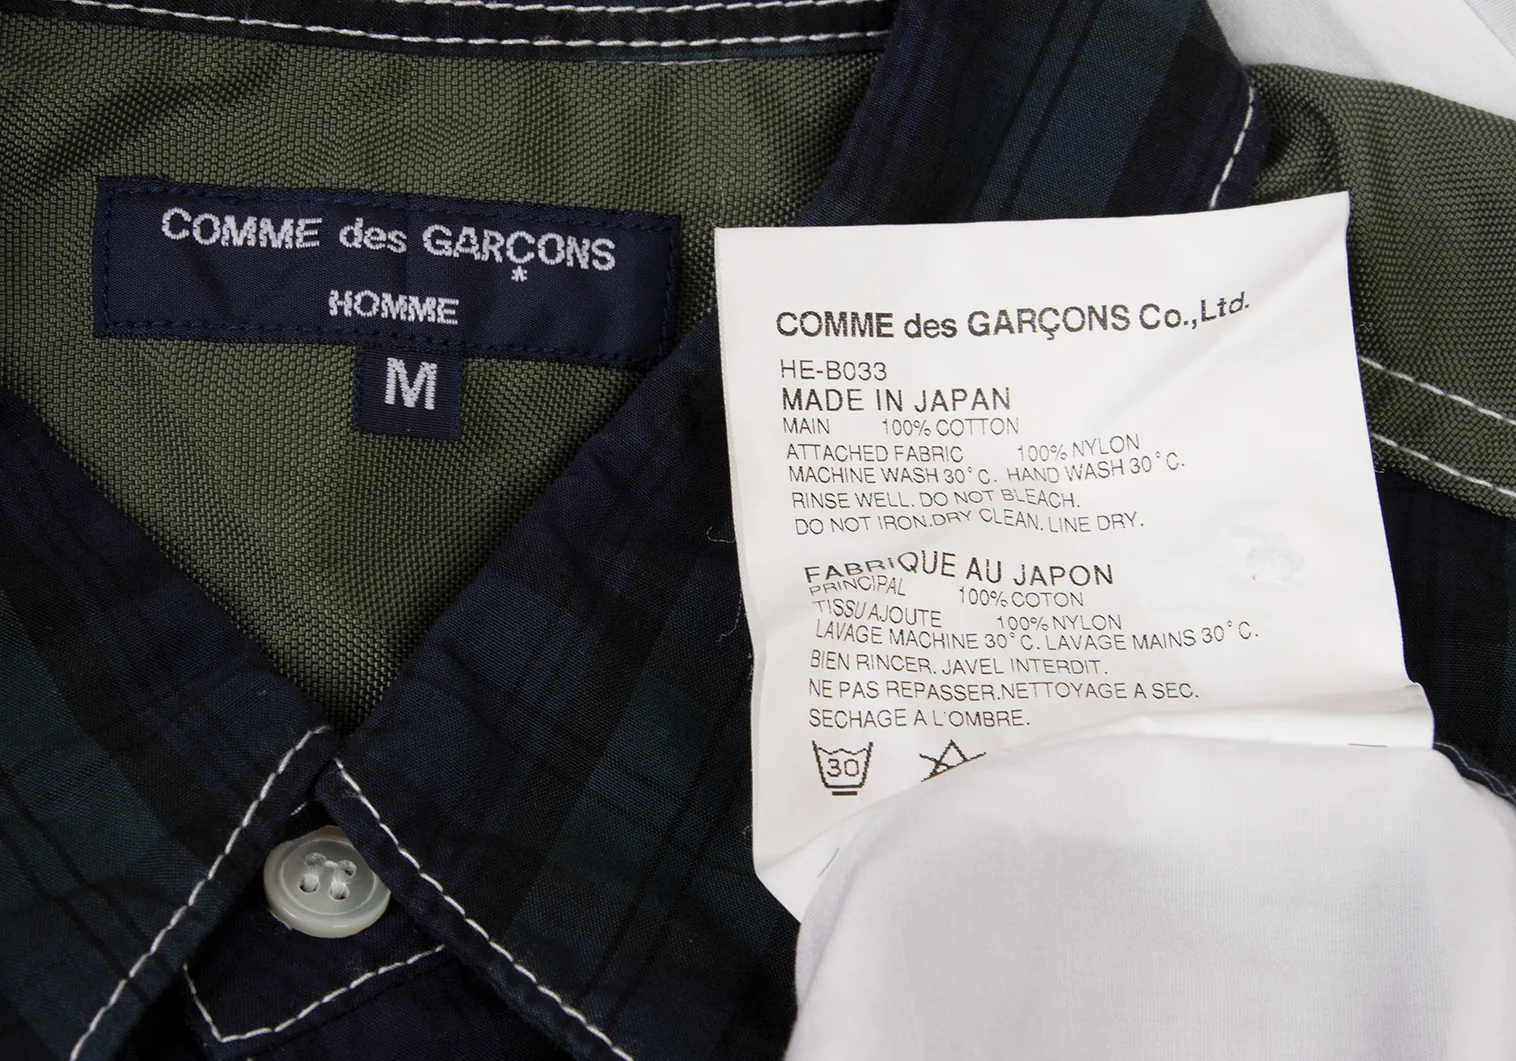 COMME des GARÇONS
*
HOMME
M
COMME des GARÇONS Co.,Ltd.
HE-B033
MADE IN JAPAN
MAIN 100% COTTON
ATTACHED FABRIC 100% NYLON
MACHINE WASH 30°C. HAND WASH 30°C.
RINSE WELL. DO NOT BLEACH.
DO NOT IRON.DRY CLEAN. LINE DRY.
FABRIQUE AU JAPON
PRINCIPAL 100% COTON
TISSU AJOUTE 100% NYLON
LAVAGE MACHINE 30°C. LAVAGE MAINS 30°C.
BIEN RINCER. JAVEL INTERDIT.
NE PAS REPASSER.NETTOYAGE A SEC.
SECHAGE A L'OMBRE.
30